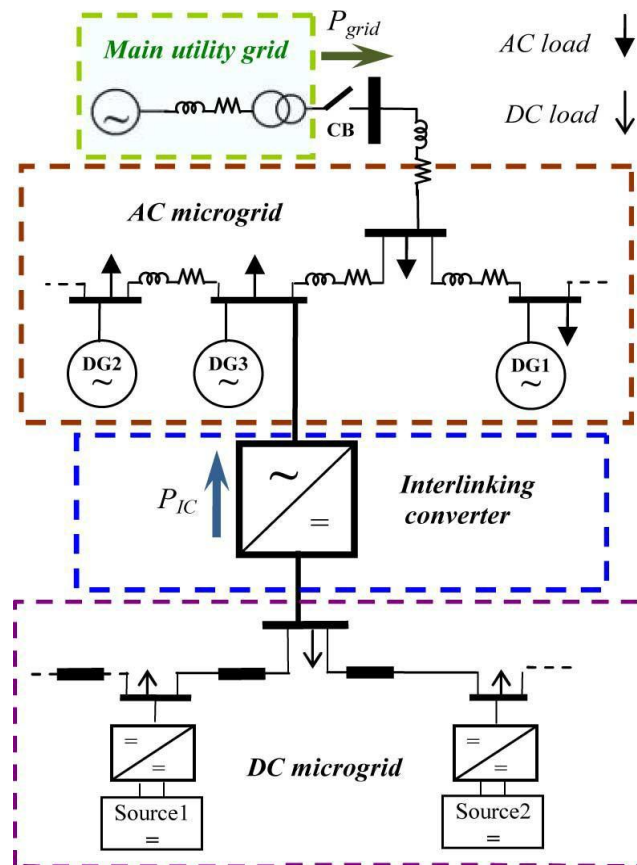 Main utility grid
P_grid
AC load
DC load
~
CB
AC microgrid
DG2
~
DG3
~
DG1
~
P_IC
~
=
Interlinking
converter
=
=
=
=
DC microgrid
Source1
=
Source2
=